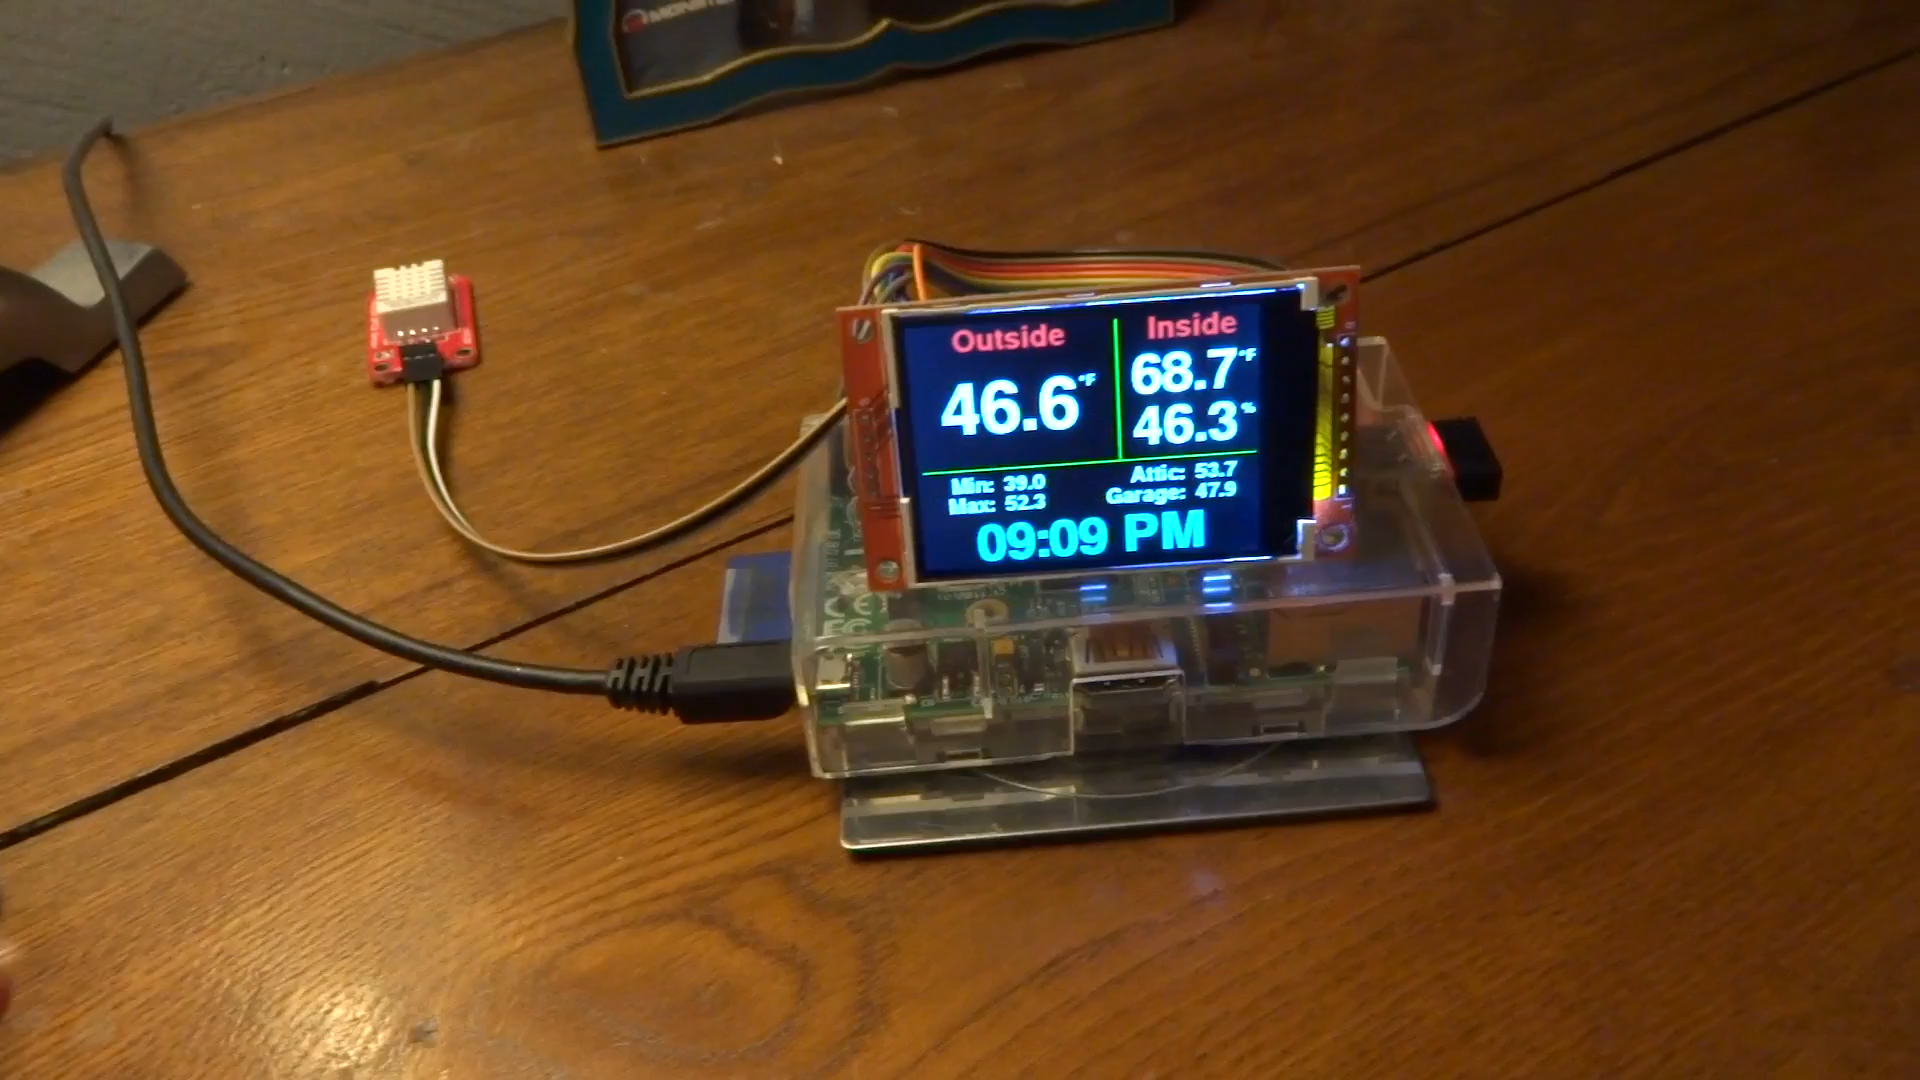 MONSTE
Outside
46.6°F
Inside
68.7°F
46.3%
Min: 39.0
Max: 52.3
Attic: 53.7
Garage: 47.9
09:09 PM